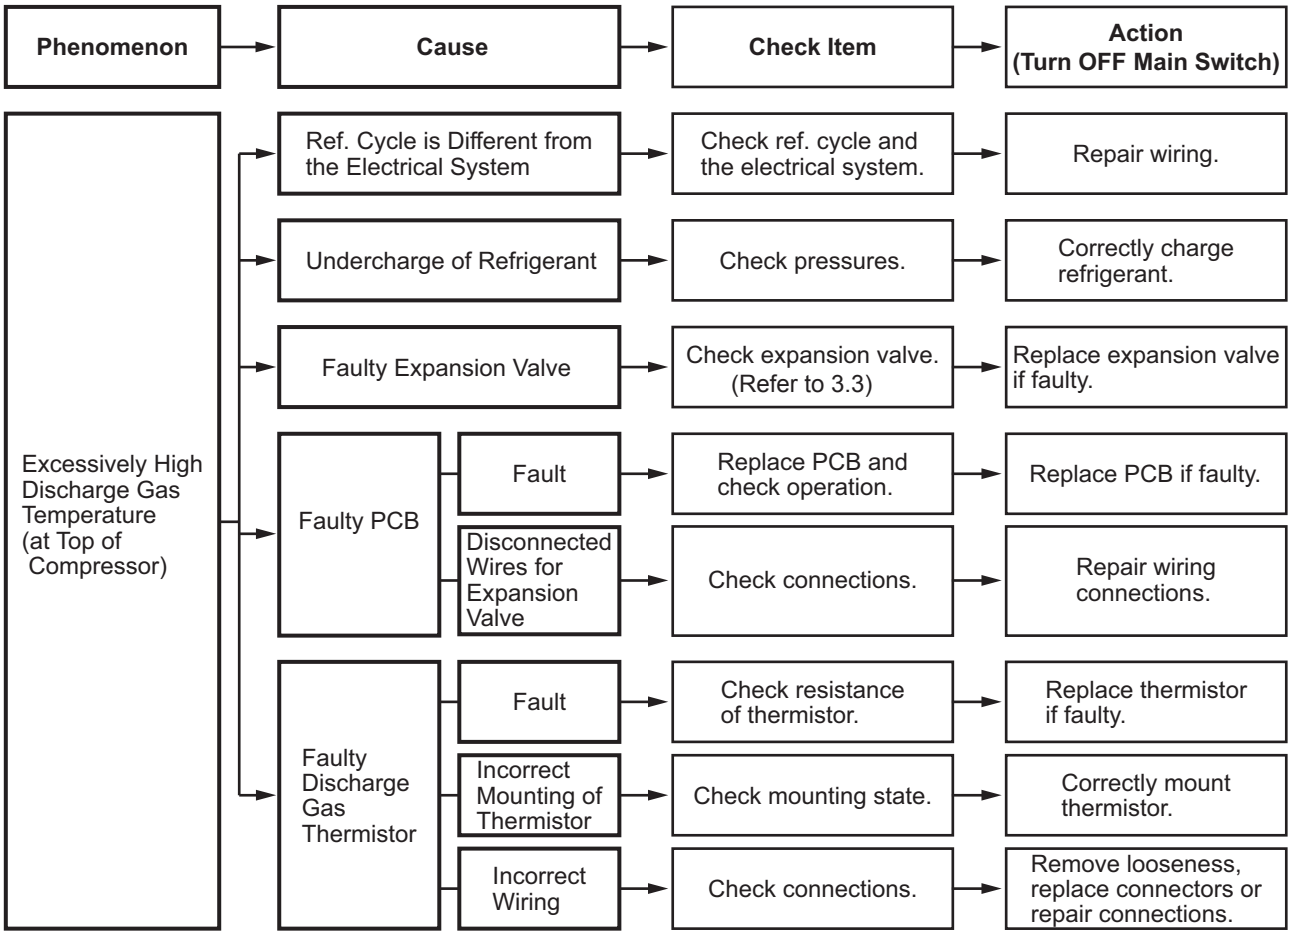 Phenomenon
Cause
Check Item
Action
(Turn OFF Main Switch)
Excessively High
Discharge Gas
Temperature
(at Top of
Compressor)
Ref. Cycle is Different from
the Electrical System
Check ref. cycle and
the electrical system.
Repair wiring.
Undercharge of Refrigerant
Check pressures.
Correctly charge
refrigerant.
Faulty Expansion Valve
Check expansion valve.
(Refer to 3.3)
Replace expansion valve
if faulty.
Faulty PCB
Fault
Replace PCB and
check operation.
Replace PCB if faulty.
Disconnected
Wires for
Expansion
Valve
Check connections.
Repair wiring
connections.
Faulty
Discharge
Gas
Thermistor
Fault
Check resistance
of thermistor.
Replace thermistor
if faulty.
Incorrect
Mounting of
Thermistor
Check mounting state.
Correctly mount
thermistor.
Incorrect
Wiring
Check connections.
Remove looseness,
replace connectors or
repair connections.